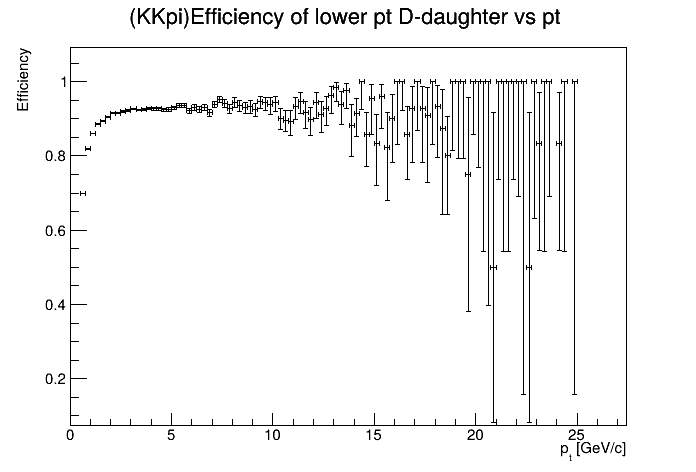 (KKpi)Efficiency of lower pt D-daughter vs pt
Efficiency
1
0.8
0.6
0.4
0.2
0 5 10 15 20 25
p_t [GeV/c]